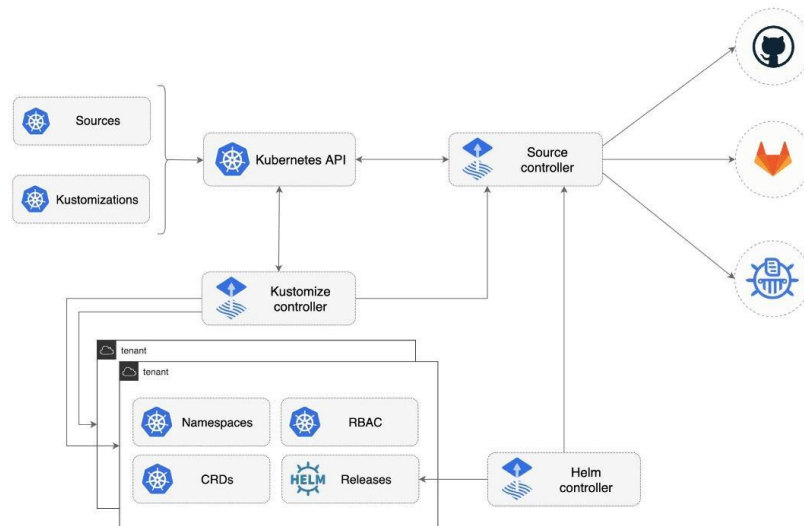 Sources
Kustomizations
Kubernetes API
Source
controller
Kustomize
controller
tenant
tenant
Namespaces
RBAC
CRDs
HELM
Releases
Helm
controller